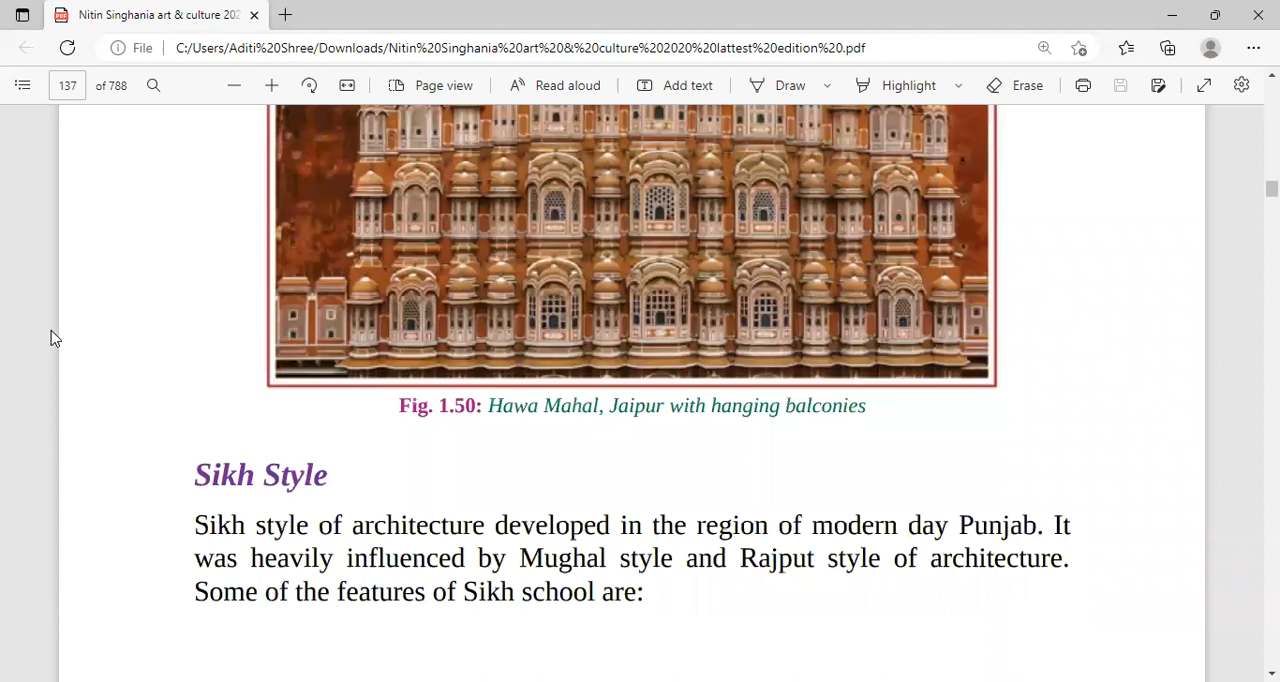 Nitin Singhania art & culture 202
File
C:/Users/Aditi%20Shree/Downloads/Nitin%20Singhania%20art%20&%20culture%202020%20lattest%20edition%20.pdf
137 of 788
Page view
Read aloud
Add text
Draw
Highlight
Erase
Fig. 1.50: Hawa Mahal, Jaipur with hanging balconies
Sikh Style
Sikh style of architecture developed in the region of modern day Punjab. It
was heavily influenced by Mughal style and Rajput style of architecture.
Some of the features of Sikh school are: